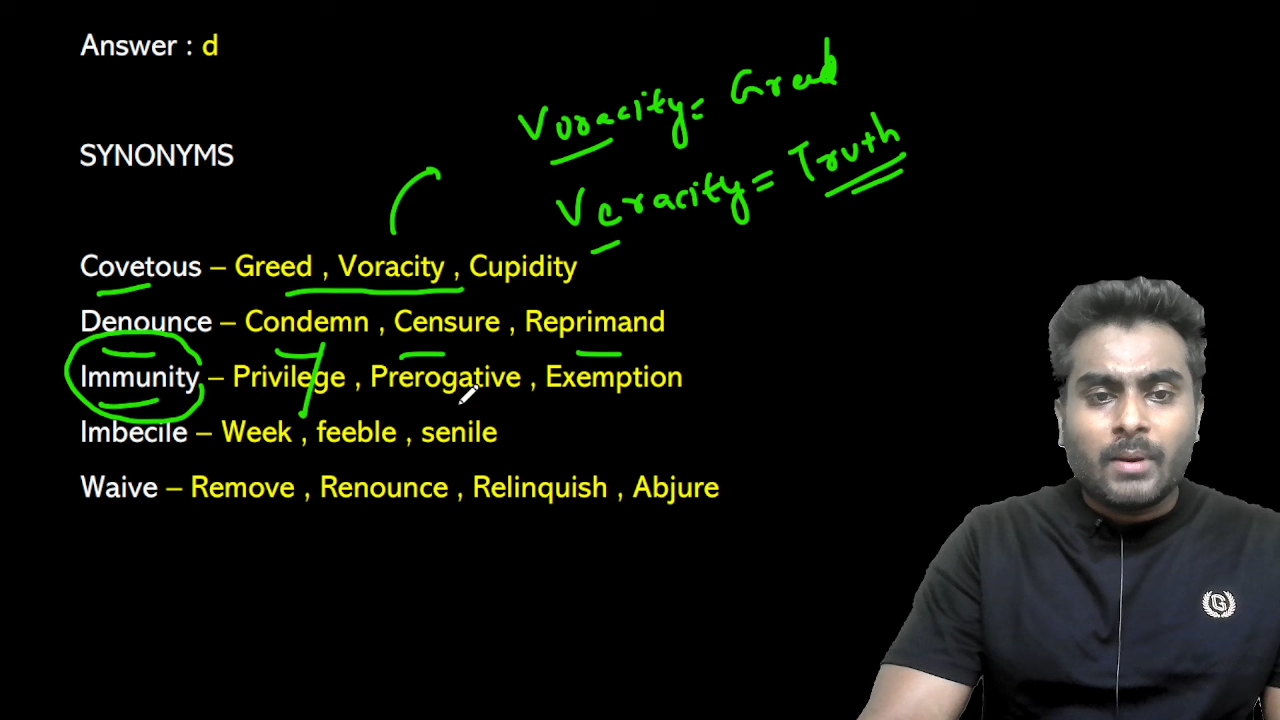 Answer : d
Voracity = Greed
SYNONYMS
Veracity = Truth
Covetous – Greed , Voracity , Cupidity
Denounce – Condemn , Censure , Reprimand
Immunity – Privilege , Prerogative , Exemption
Imbecile – Week , feeble , senile
Waive – Remove , Renounce , Relinquish , Abjure
G